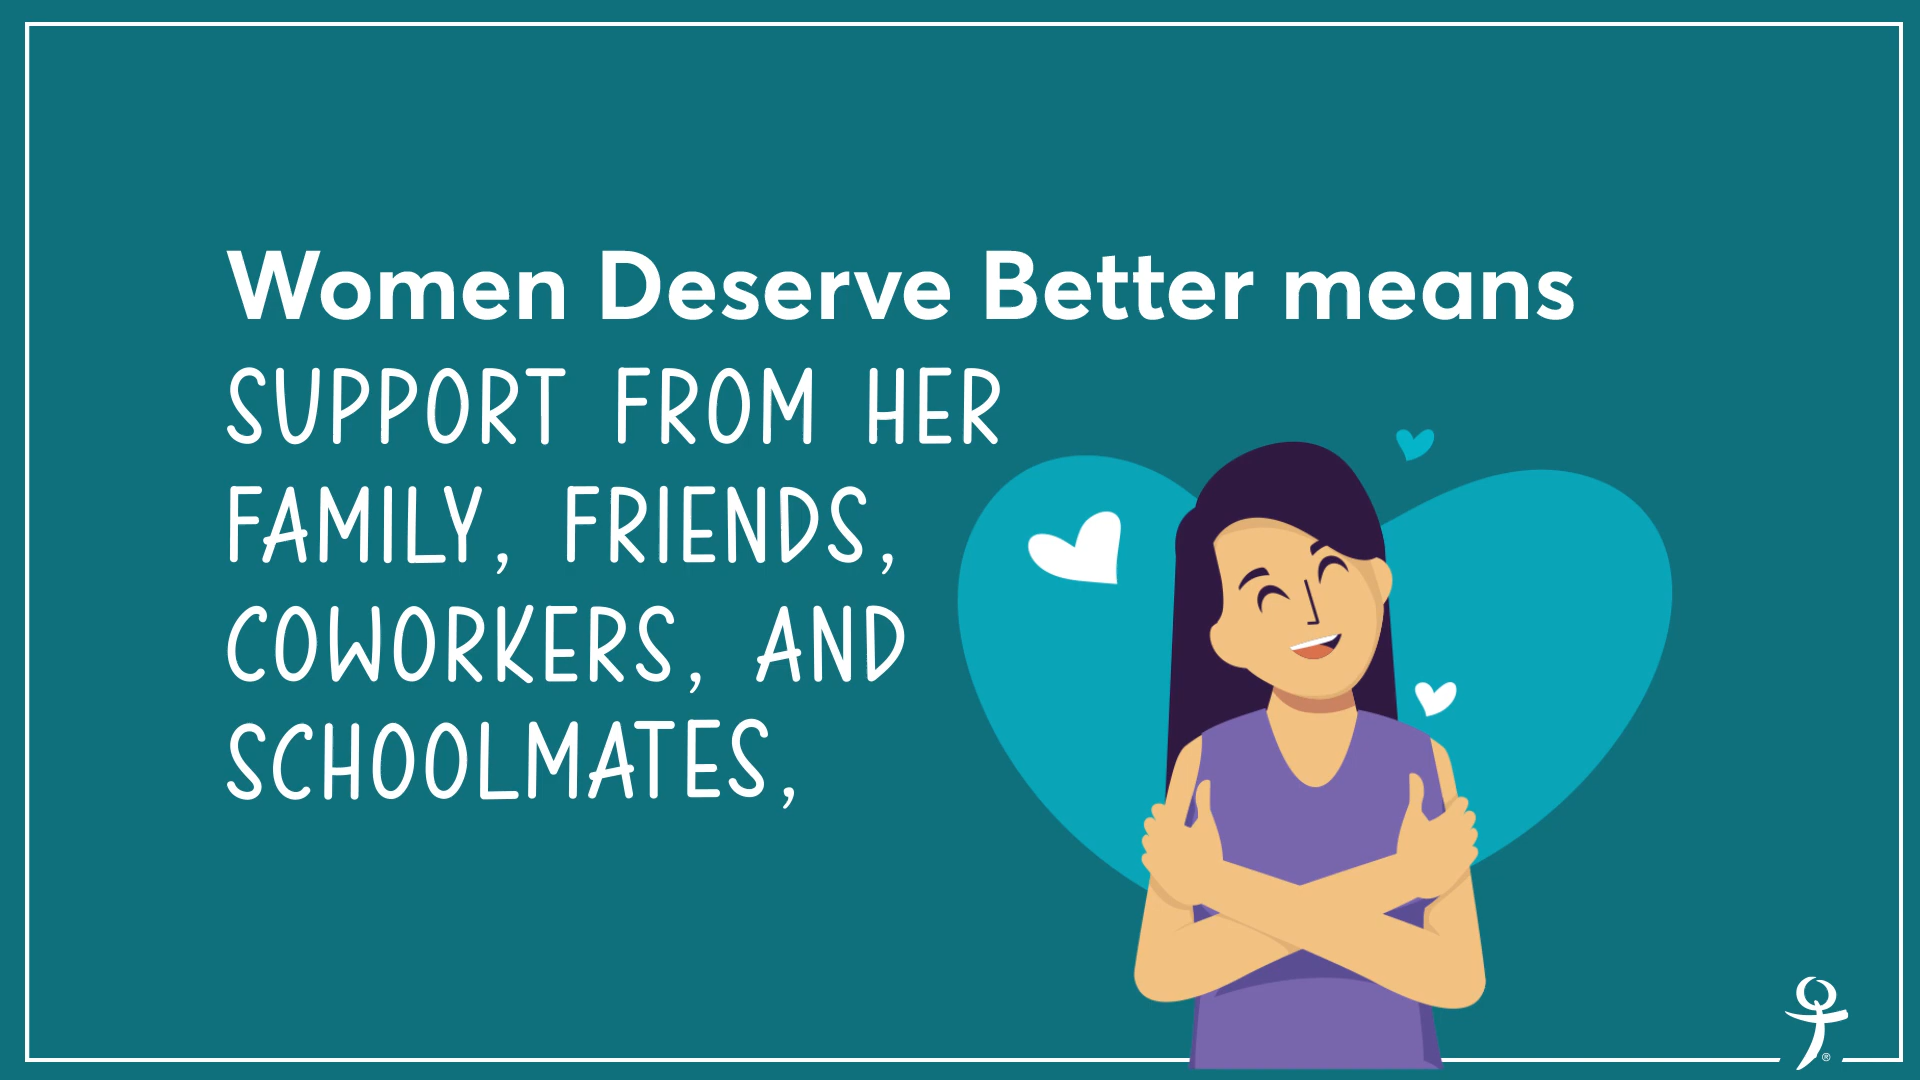 Women Deserve Better means
SUPPORT FROM HER
FAMILY, FRIENDS,
COWORKERS, AND
SCHOOLMATES,
®